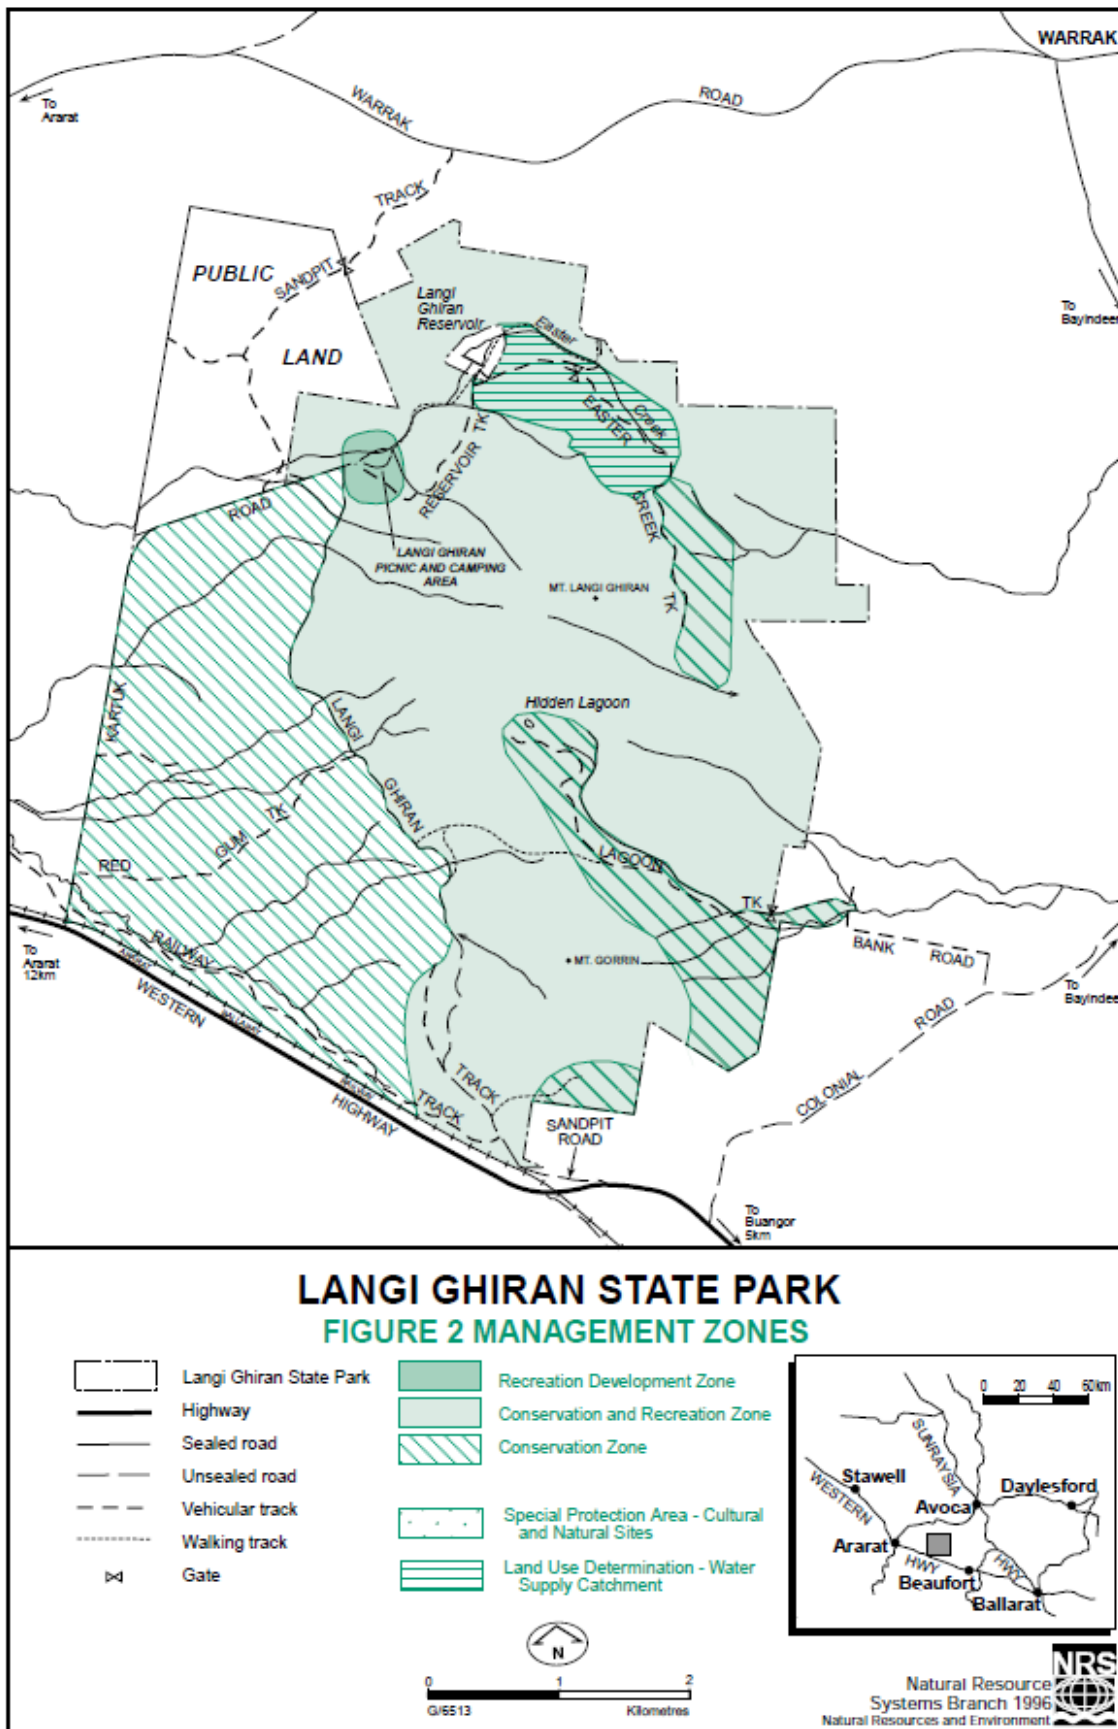 WARRAK
To
Ararat
WARRAK
ROAD
TRACK
SANDPIT
PUBLIC
LAND
Langi
Ghiran
Reservoir
Easter
Creek
EASTER
CREEK
TK
To
Bayindeen
TK
RESERVOIR
ROAD
LANGI GHIRAN
PICNIC AND CAMPING
AREA
MT. LANGI GHIRAN
Hidden Lagoon
KARTUK
LANGI
GHIRAN
TRACK
RED
GUM
TK
LAGOON
TK
MT. GORRIN
BANK ROAD
To
Bayindeen
COLONIAL
ROAD
To
Ararat
12km
RAILWAY
TRACK
ARARAT
BALLARAT
RAILWAY
WESTERN
HIGHWAY
SANDPIT
ROAD
To
Buangor
5km
LANGI GHIRAN STATE PARK
FIGURE 2 MANAGEMENT ZONES
Langi Ghiran State Park
Highway
Sealed road
Unsealed road
Vehicular track
Walking track
Gate
Recreation Development Zone
Conservation and Recreation Zone
Conservation Zone
Special Protection Area - Cultural
and Natural Sites
Land Use Determination - Water
Supply Catchment
0 20 40 60km
SUNRAYSIA
Stawell
WESTERN
Daylesford
Avoca
Ararat
HWY
HWY
Beaufort
Ballarat
N
0 1 2
G/6513 Kilometres
NRS
Natural Resource
Systems Branch 1996
Natural Resources and Environment